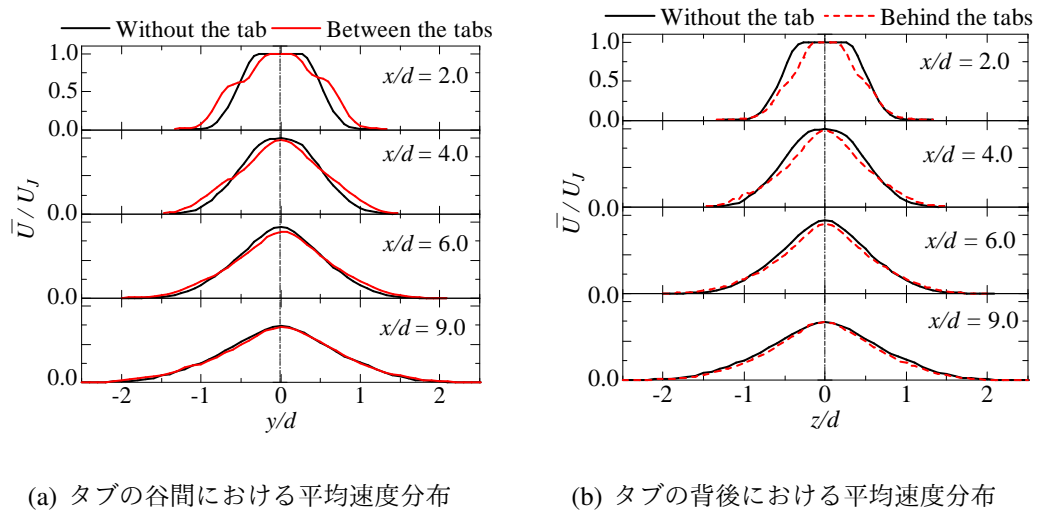 Without the tab Between the tabs
1.0
x/d = 2.0
0.5
0.0
x/d = 4.0
0.0
x/d = 6.0
0.0
x/d = 9.0
0.0
U / U_J
-2 -1 0 1 2
y/d
(a) タブの谷間における平均速度分布
Without the tab Behind the tabs
1.0
x/d = 2.0
0.5
0.0
x/d = 4.0
0.0
x/d = 6.0
0.0
x/d = 9.0
0.0
U / U_J
-2 -1 0 1 2
z/d
(b) タブの背後における平均速度分布